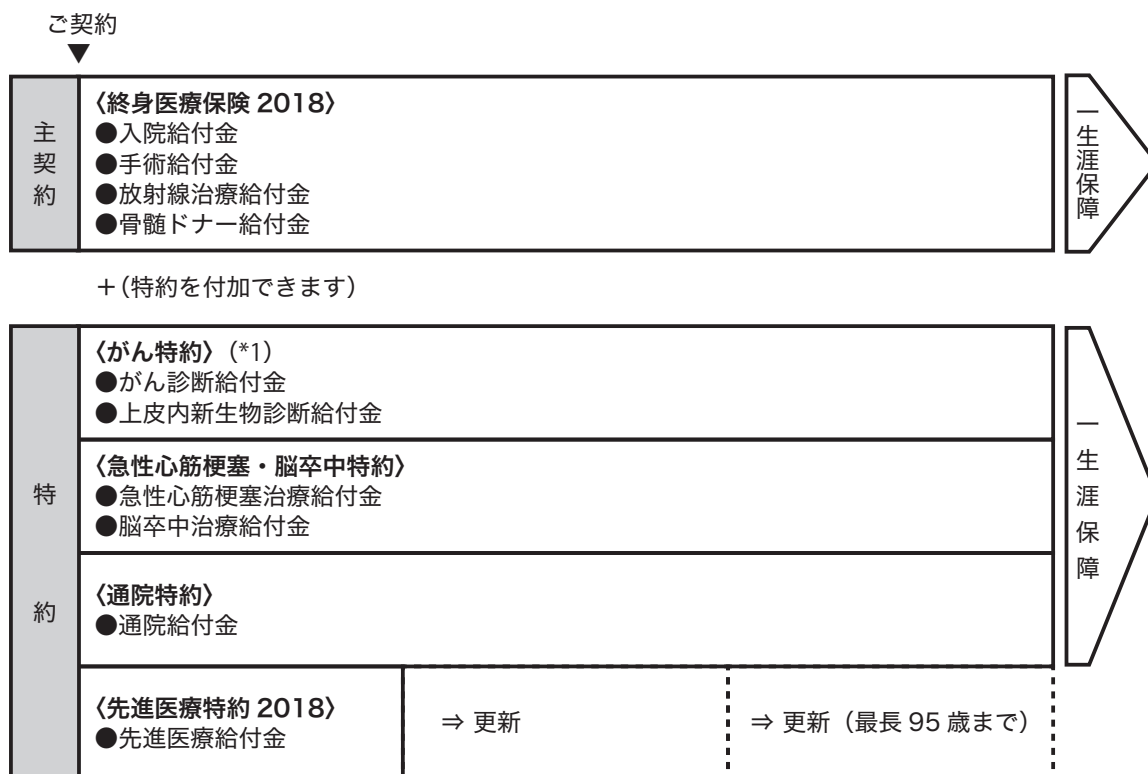 ご契約
▼
主契約
〈終身医療保険 2018〉
●入院給付金
●手術給付金
●放射線治療給付金
●骨髄ドナー給付金
一生涯保障
＋（特約を付加できます）
特約
〈がん特約〉（*1）
●がん診断給付金
●上皮内新生物診断給付金
〈急性心筋梗塞・脳卒中特約〉
●急性心筋梗塞治療給付金
●脳卒中治療給付金
〈通院特約〉
●通院給付金
一生涯保障
〈先進医療特約 2018〉
●先進医療給付金
⇒ 更新
⇒ 更新（最長 95 歳まで）